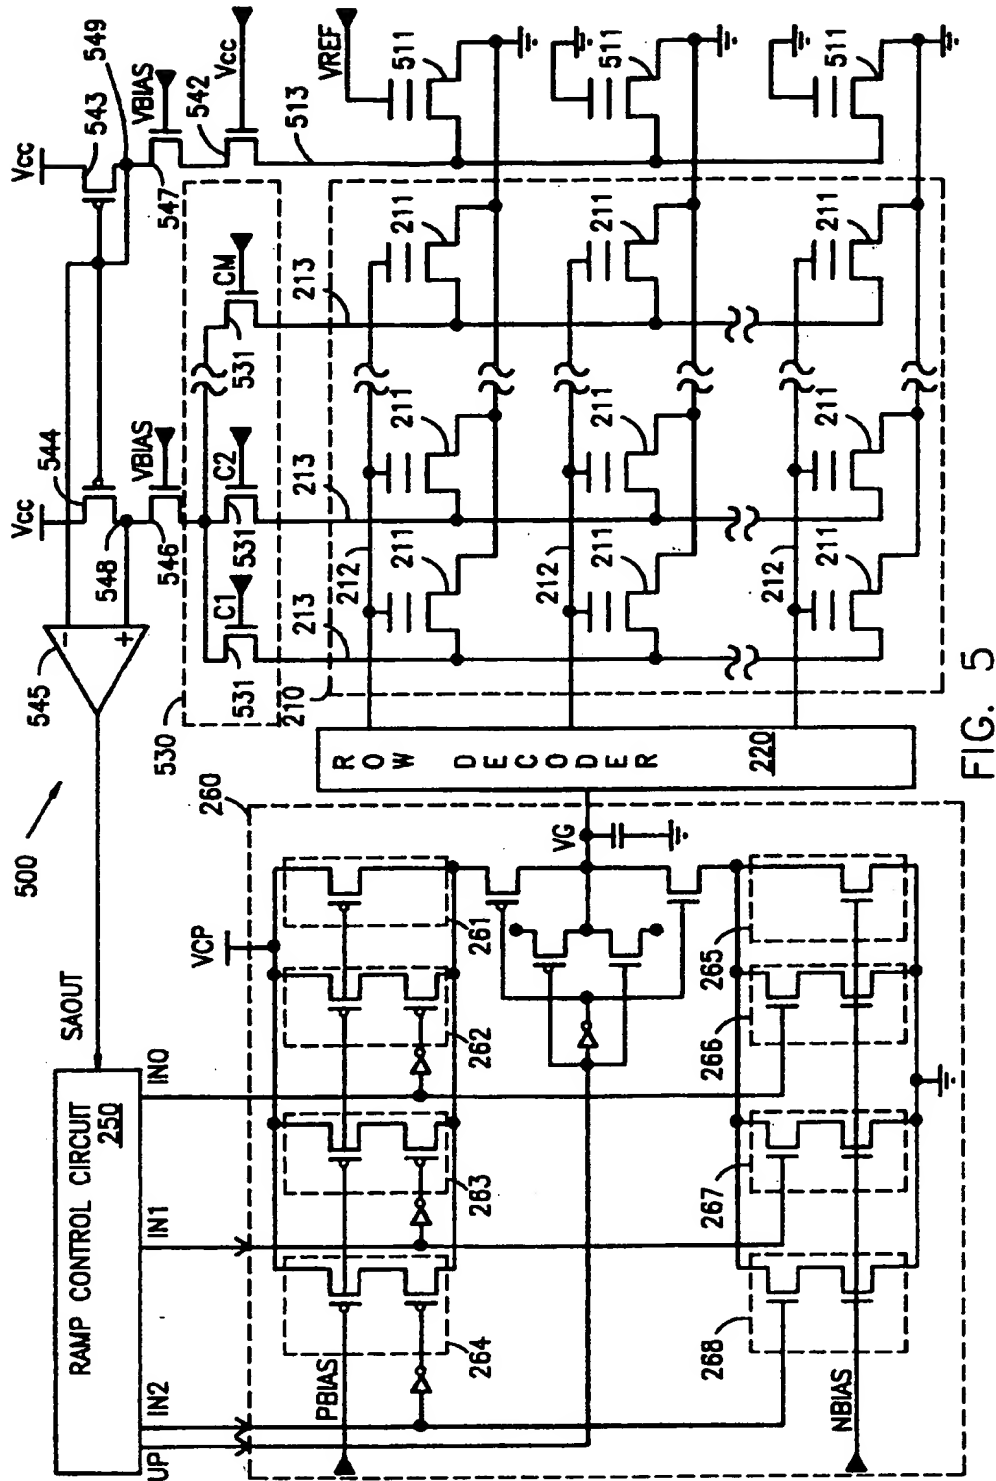 500
SAOUT
545
−
+
Vcc
544
548
VBIAS
546
Vcc
543
549
VBIAS
547
Vcc
542
513
VREF
511
511
511
530
531
C1
531
C2
531
CM
210
213
213
213
212
211
211
211
212
211
211
211
212
211
211
211
ROW DECODER
220
RAMP CONTROL CIRCUIT
250
UP
IN2
IN1
IN0
260
VCP
PBIAS
264
263
262
261
VG
268
267
266
265
NBIAS
FIG. 5